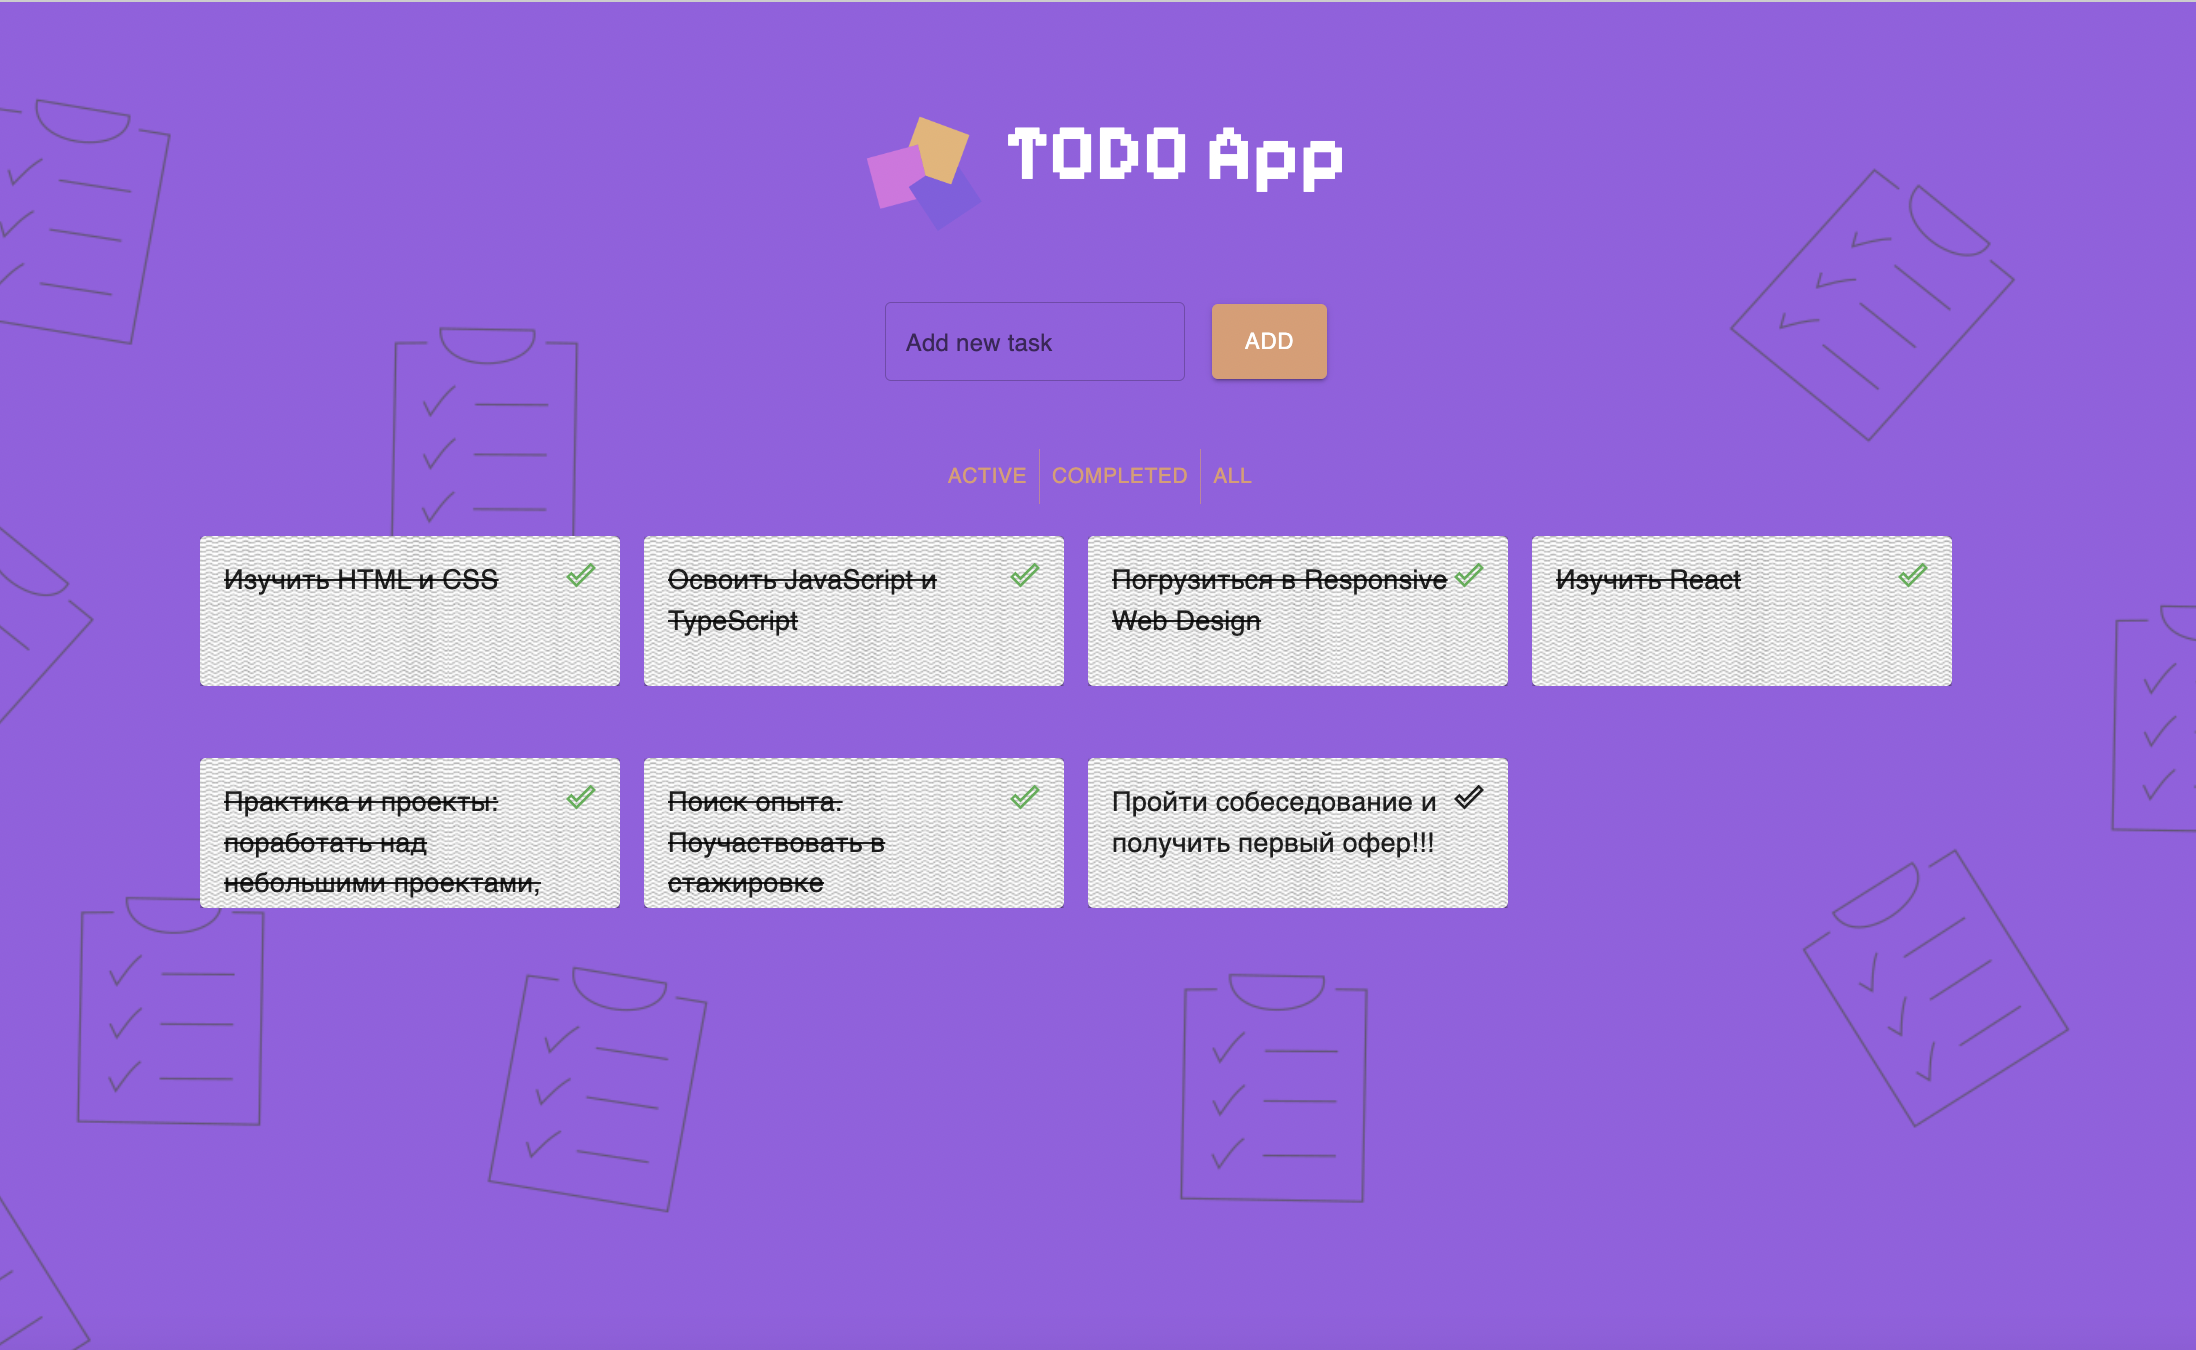 TODO App
Add new task
ADD
ACTIVE
COMPLETED
ALL
Изучить HTML и CSS
Освоить JavaScript и
TypeScript
Погрузиться в Responsive
Web Design
Изучить React
Практика и проекты:
поработать над
небольшими проектами,
Поиск опыта.
Поучаствовать в
стажировке
Пройти собеседование и
получить первый офер!!!